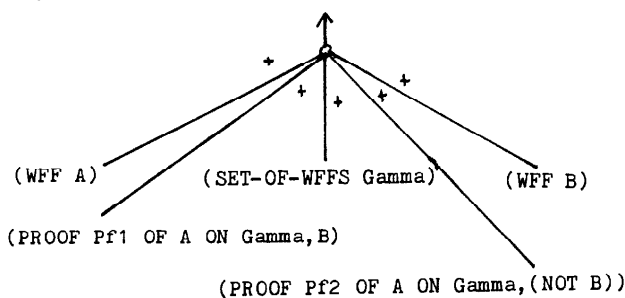 +
+
+ + +
(WFF A) (SET-OF-WFFS Gamma) (WFF B)
(PROOF Pf1 OF A ON Gamma,B)
(PROOF Pf2 OF A ON Gamma,(NOT B))